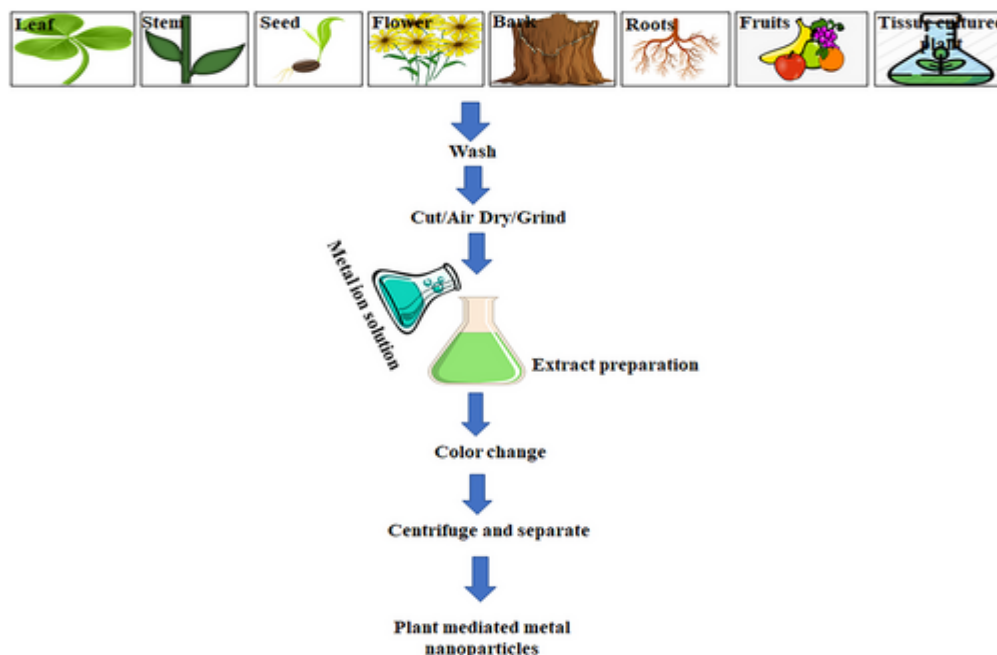 Leaf
Stem
Seed
Flower
Bark
Roots
Fruits
Tissue cultured
plant
Wash
Cut/Air Dry/Grind
Metal ion solution
Extract preparation
Color change
Centrifuge and separate
Plant mediated metal
nanoparticles